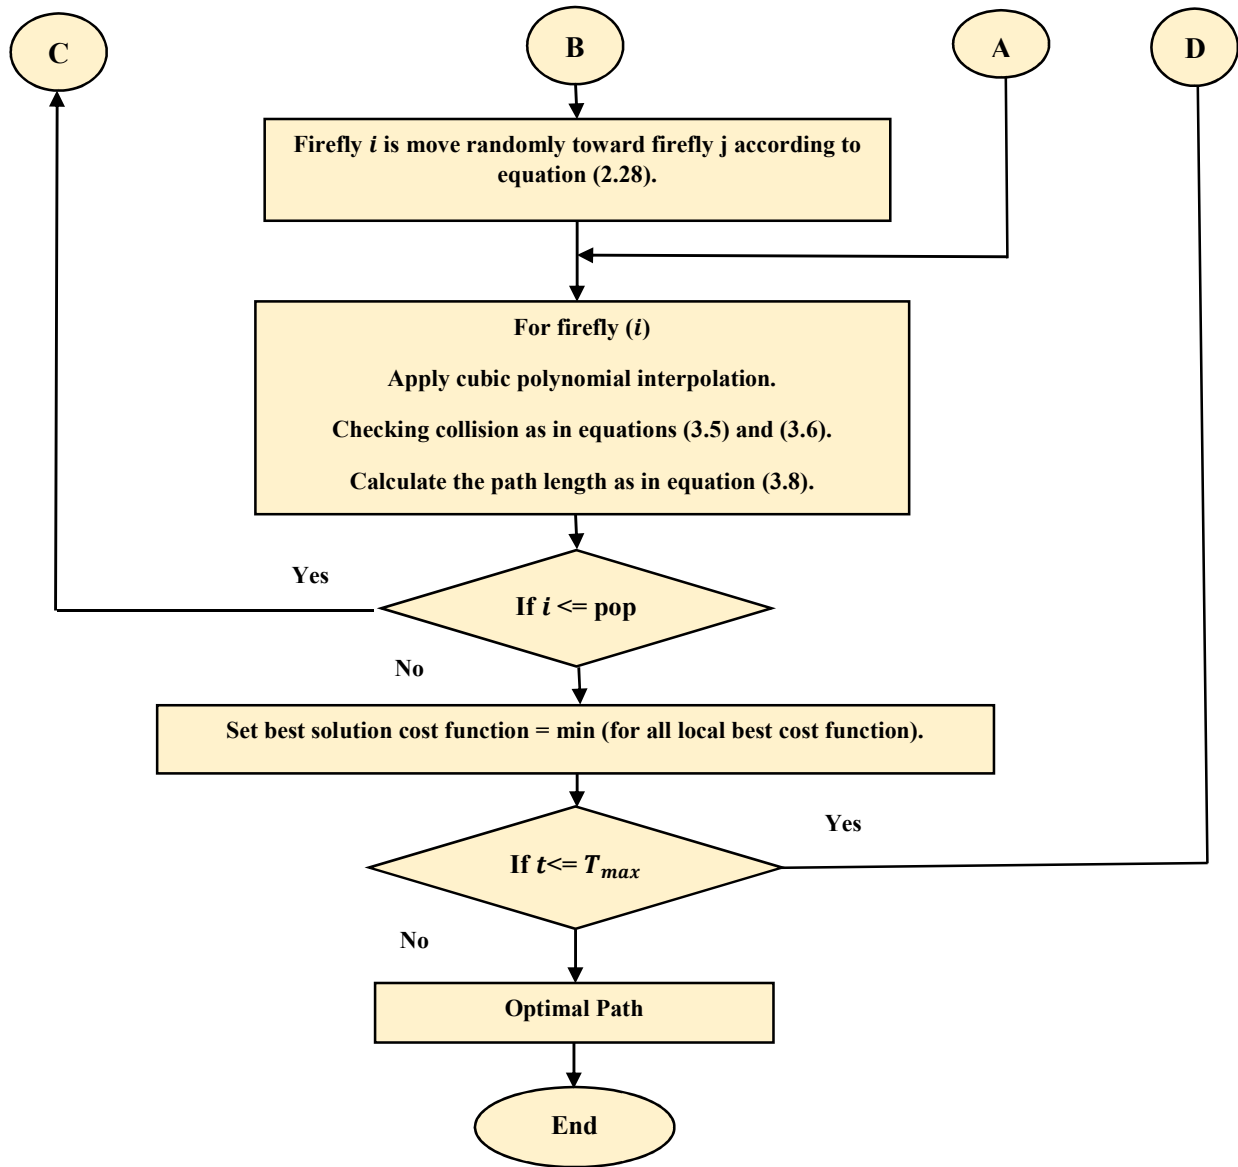 C
B
A
D
Firefly i is move randomly toward firefly j according to
equation (2.28).
For firefly (i)
Apply cubic polynomial interpolation.
Checking collision as in equations (3.5) and (3.6).
Calculate the path length as in equation (3.8).
Yes
If i <= pop
No
Set best solution cost function = min (for all local best cost function).
Yes
If t<= T_max
No
Optimal Path
End